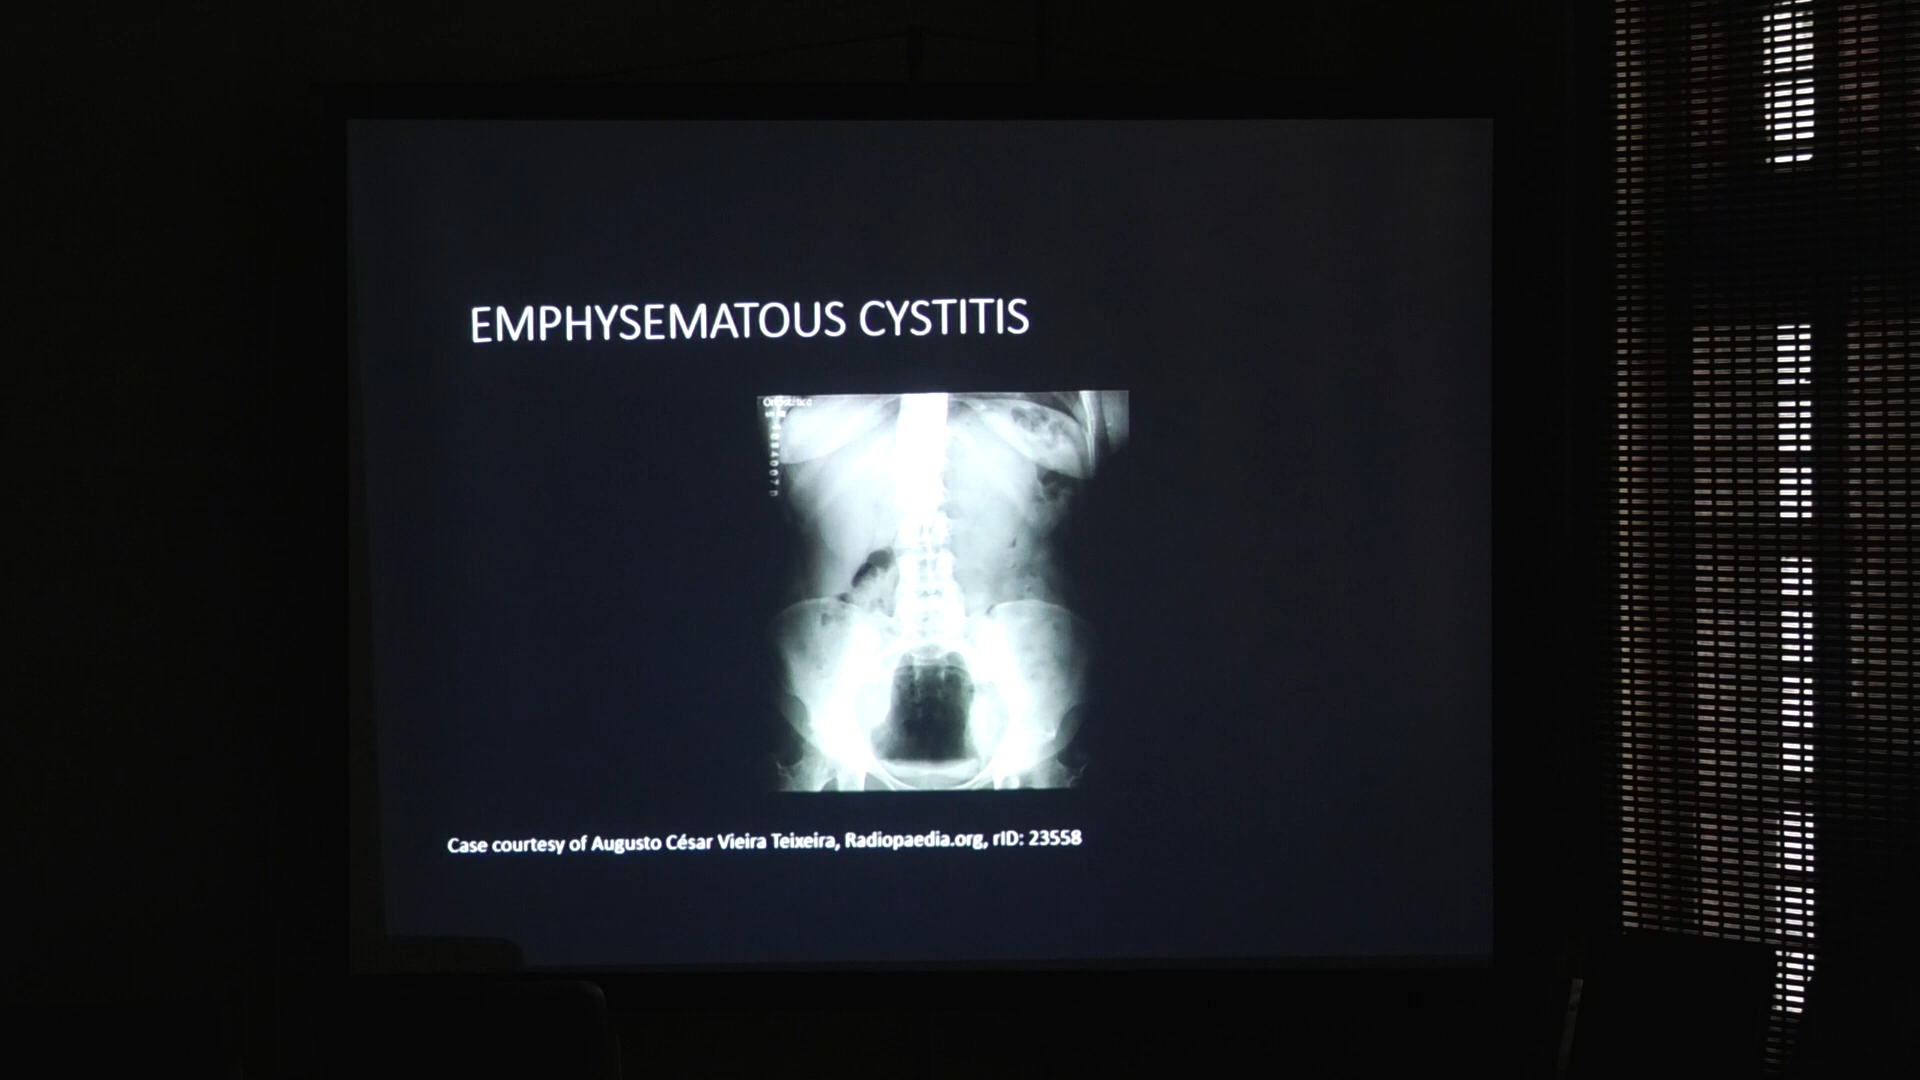 EMPHYSEMATOUS CYSTITIS
Case courtesy of Augusto César Vieira Teixeira, Radiopaedia.org, rID: 23558